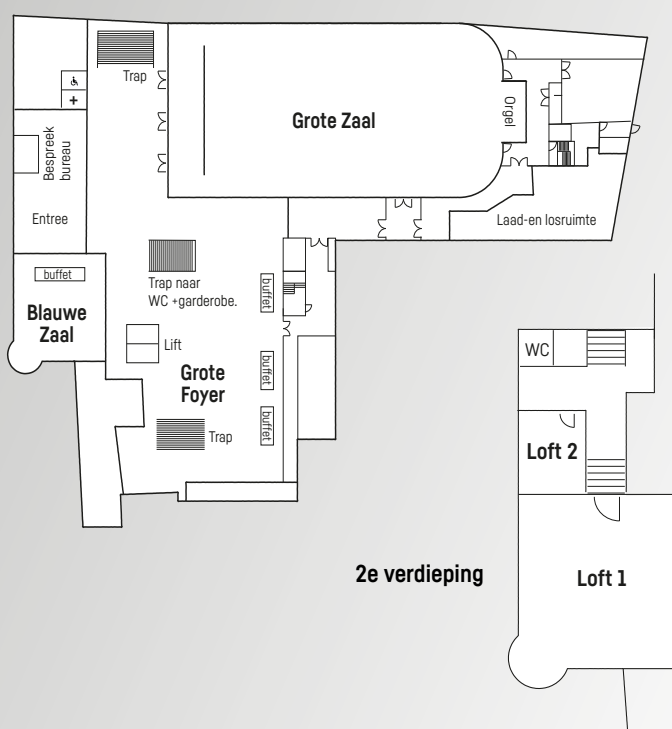 Trap
Grote Zaal
Orgel
Bespreek
bureau
Entree
Laad-en losruimte
buffet
Blauwe
Zaal
Trap naar
WC +garderobe.
buffet
Lift
Grote
Foyer
buffet
buffet
Trap
WC
Loft 2
2e verdieping
Loft 1